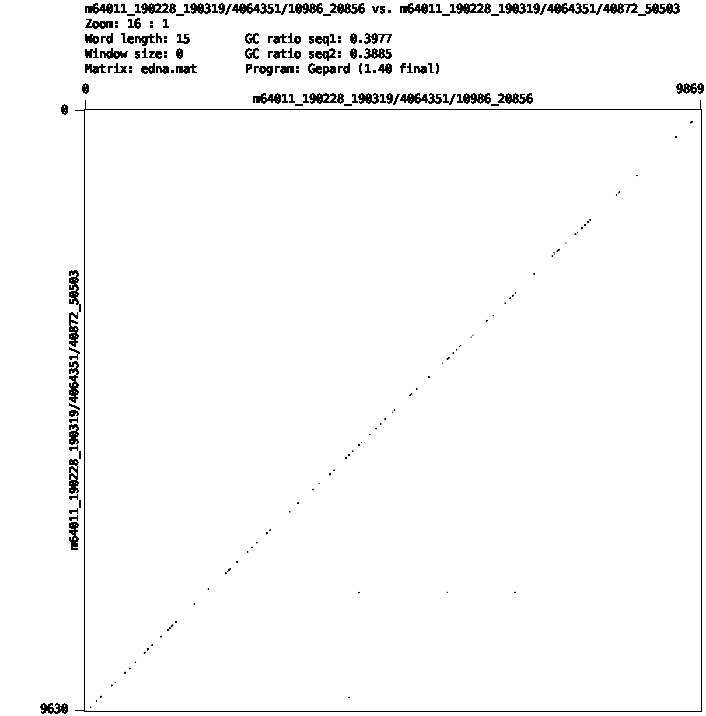 m64011_190228_190319/4064351/10986_20856 vs. m64011_190228_190319/4064351/40872_50503
Zoom: 16 : 1
Word length: 15 GC ratio seq1: 0.3977
Window size: 0 GC ratio seq2: 0.3885
Matrix: edna.mat Program: Gepard (1.40 final)
0 9869
m64011_190228_190319/4064351/10986_20856
0
m64011_190228_190319/4064351/40872_50503
9630